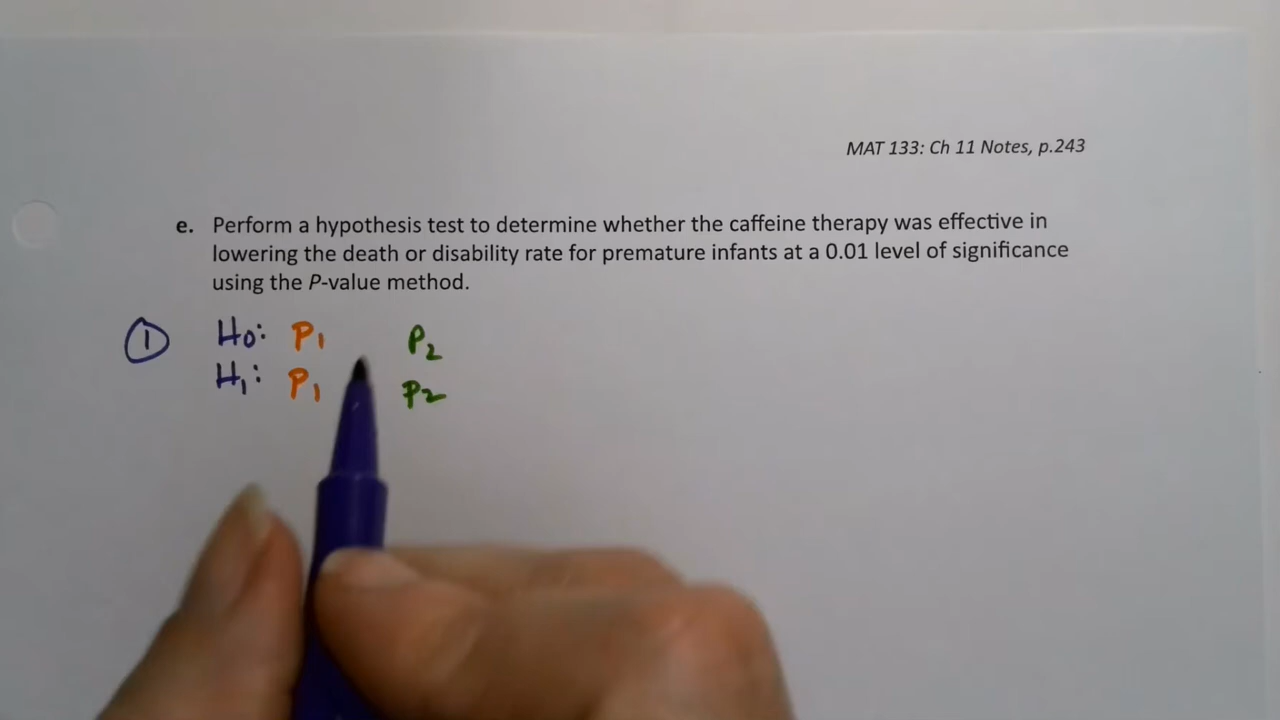 MAT 133: Ch 11 Notes, p.243
e. Perform a hypothesis test to determine whether the caffeine therapy was effective in
lowering the death or disability rate for premature infants at a 0.01 level of significance
using the P-value method.
① H₀: P₁ P₂
H₁: P₁ P₂